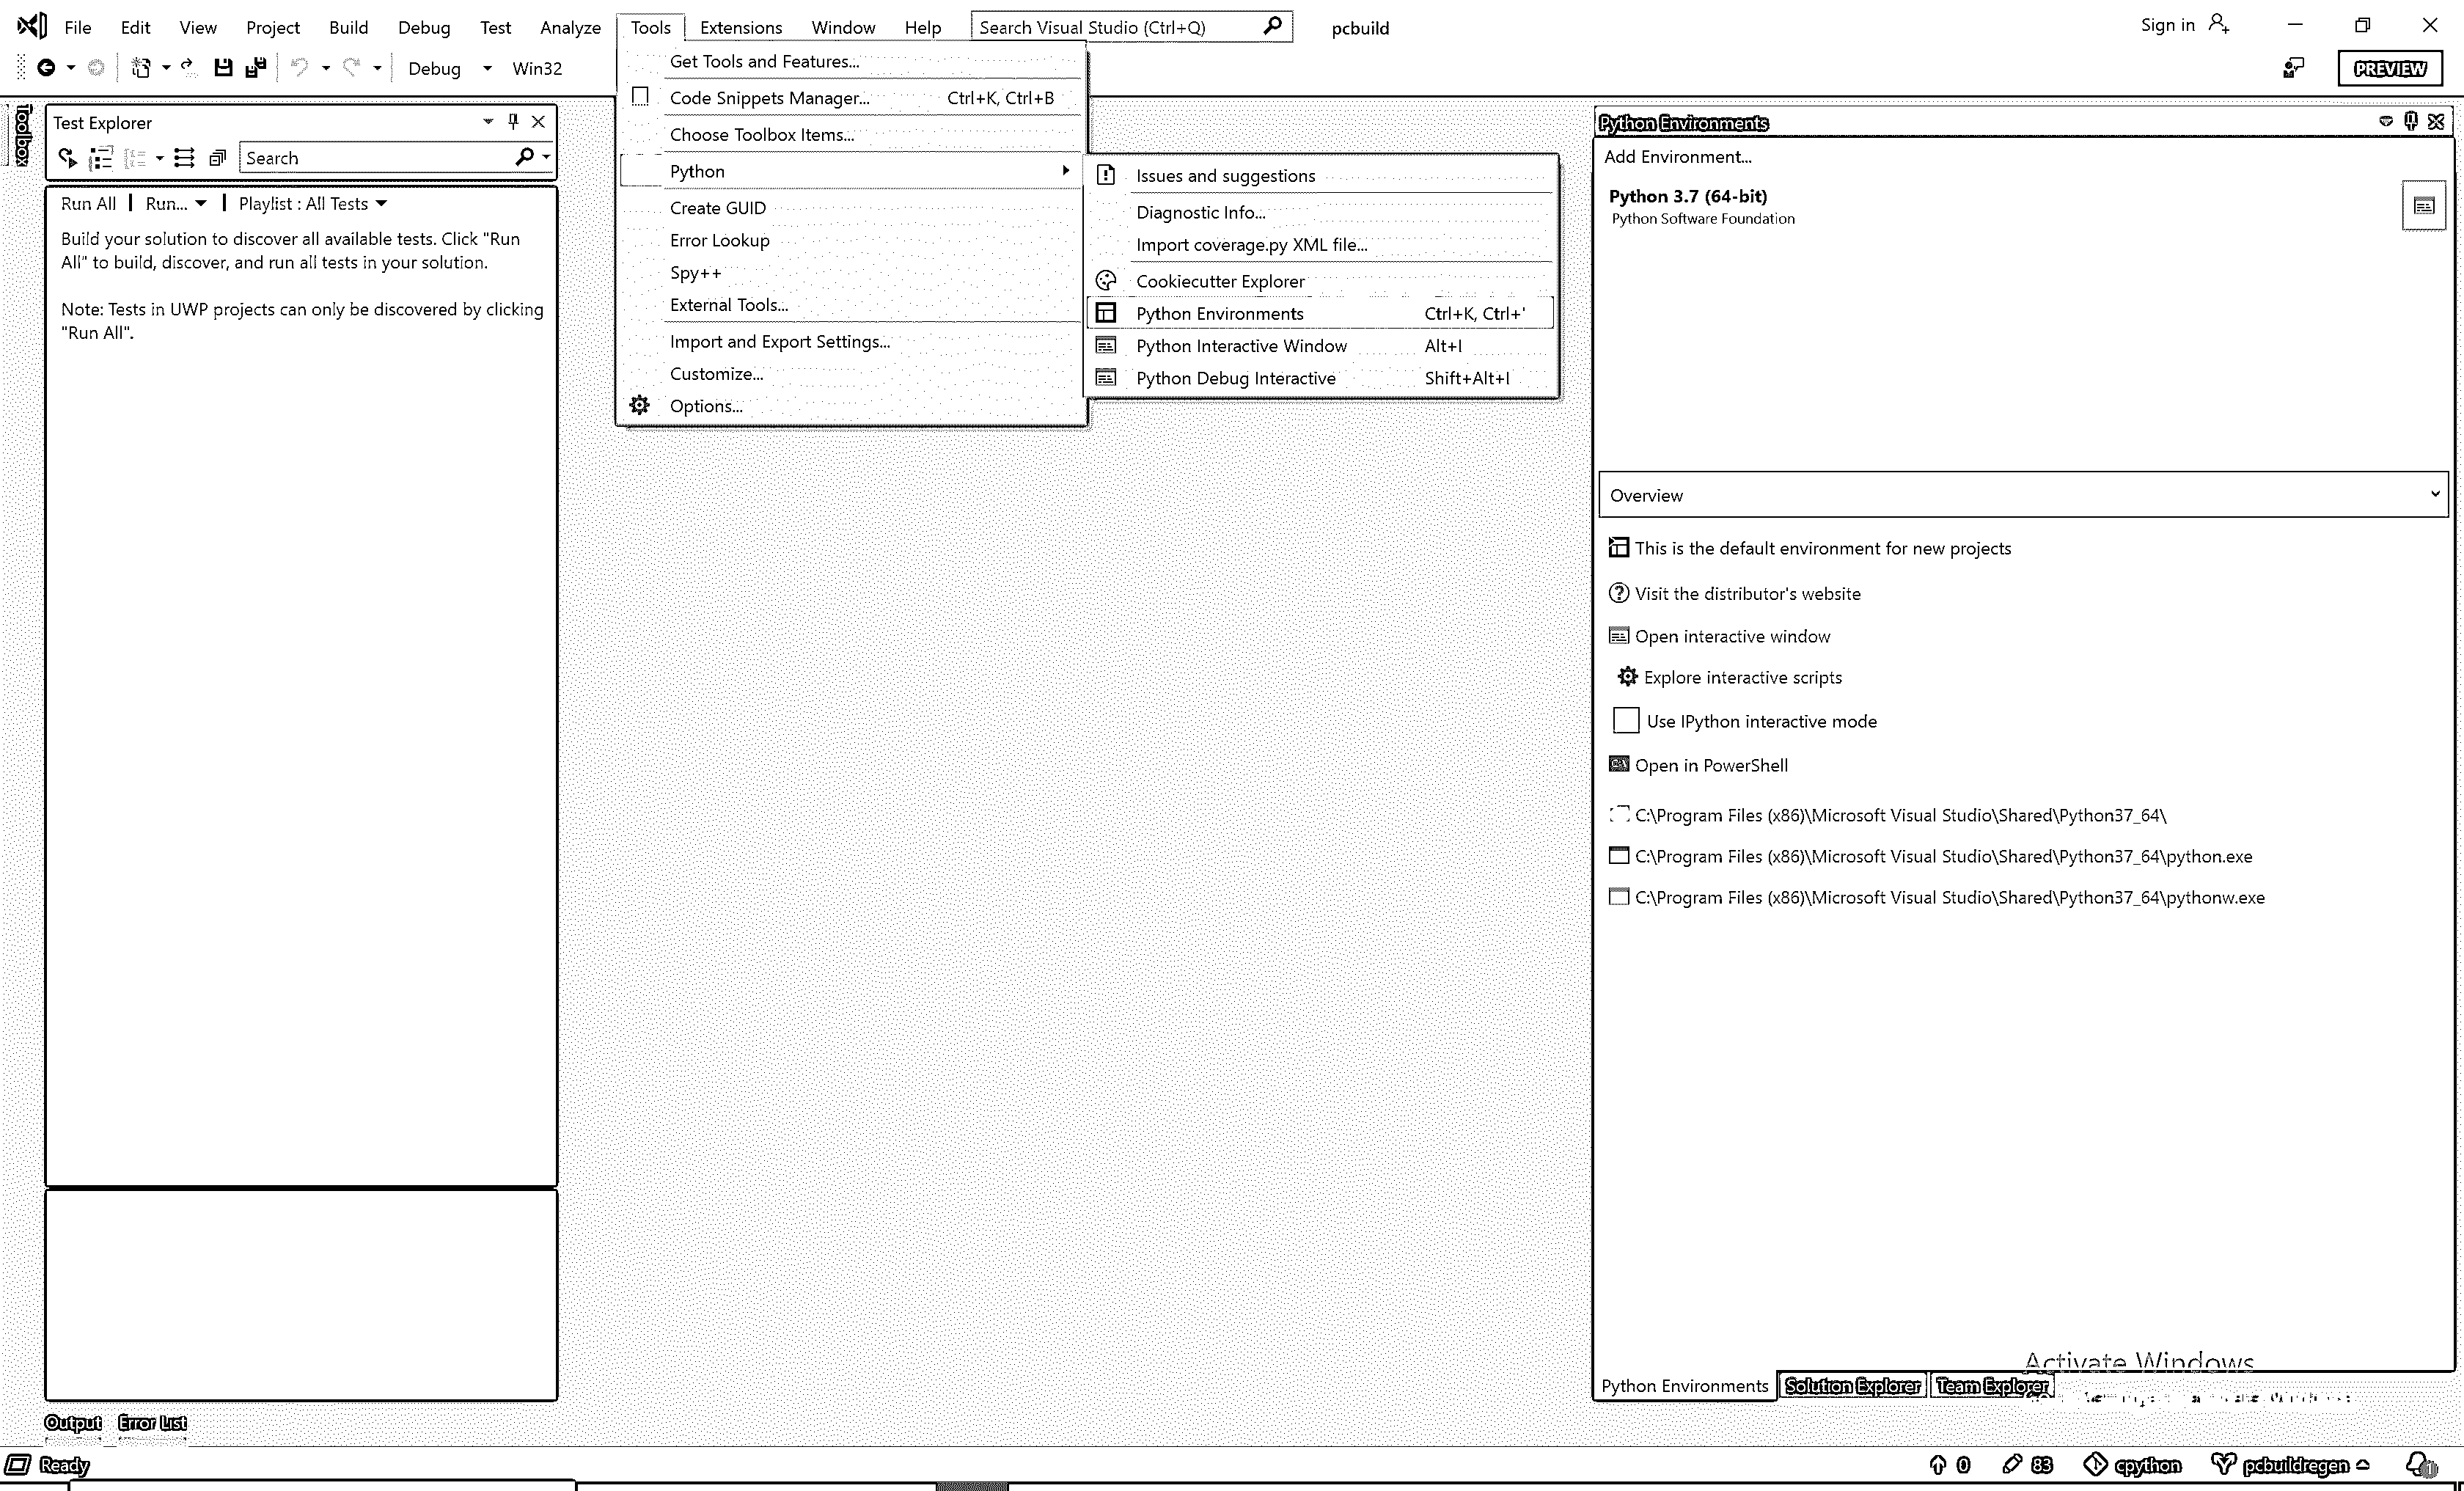 File Edit View Project Build Debug Test Analyze Tools Extensions Window Help Search Visual Studio (Ctrl+Q) pcbuild Sign in
Debug Win32 PREVIEW
Toolbox
Test Explorer
Search
Run All | Run... | Playlist : All Tests
Build your solution to discover all available tests. Click "Run
All" to build, discover, and run all tests in your solution.
Note: Tests in UWP projects can only be discovered by clicking
"Run All".
Get Tools and Features...
Code Snippets Manager... Ctrl+K, Ctrl+B
Choose Toolbox Items...
Python
Create GUID
Error Lookup
Spy++
External Tools...
Import and Export Settings...
Customize...
Options...
Issues and suggestions
Diagnostic Info...
Import coverage.py XML file...
Cookiecutter Explorer
Python Environments Ctrl+K, Ctrl+'
Python Interactive Window Alt+I
Python Debug Interactive Shift+Alt+I
Python Environments
Add Environment...
Python 3.7 (64-bit)
Python Software Foundation
Overview
This is the default environment for new projects
Visit the distributor's website
Open interactive window
Explore interactive scripts
Use IPython interactive mode
Open in PowerShell
C:\Program Files (x86)\Microsoft Visual Studio\Shared\Python37_64\
C:\Program Files (x86)\Microsoft Visual Studio\Shared\Python37_64\python.exe
C:\Program Files (x86)\Microsoft Visual Studio\Shared\Python37_64\pythonw.exe
Activate Windows
Python Environments Solution Explorer Team Explorer
Output Error List
Ready 0 83 cpython pcbuildregen 1